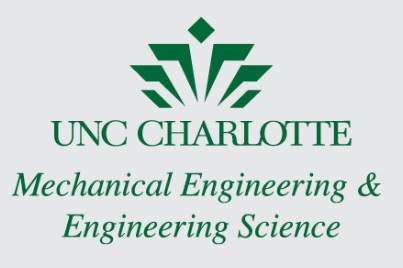 UNC CHARLOTTE
Mechanical Engineering &
Engineering Science